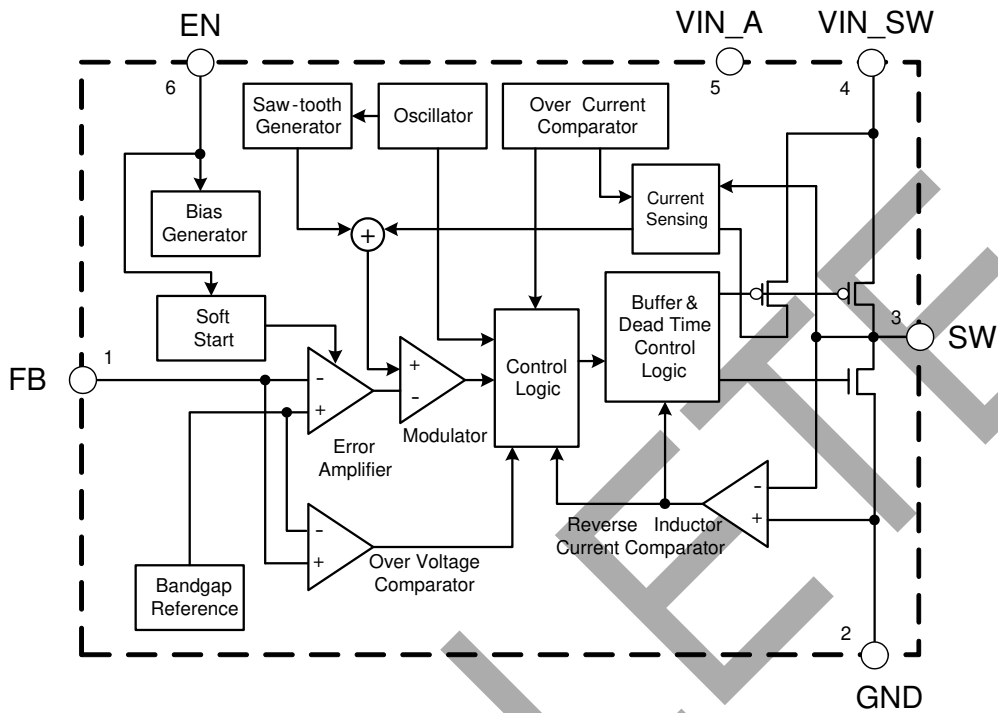 EN
VIN_A
VIN_SW
6
5
4
Saw-tooth
Generator
Oscillator
Over Current
Comparator
Bias
Generator
+
Current
Sensing
Soft
Start
Buffer &
Dead Time
Control
Logic
3
SW
1
FB
-
+
Error
Amplifier
+
-
Modulator
Control
Logic
-
+
Over Voltage
Comparator
-
+
Reverse Inductor
Current Comparator
Bandgap
Reference
2
GND